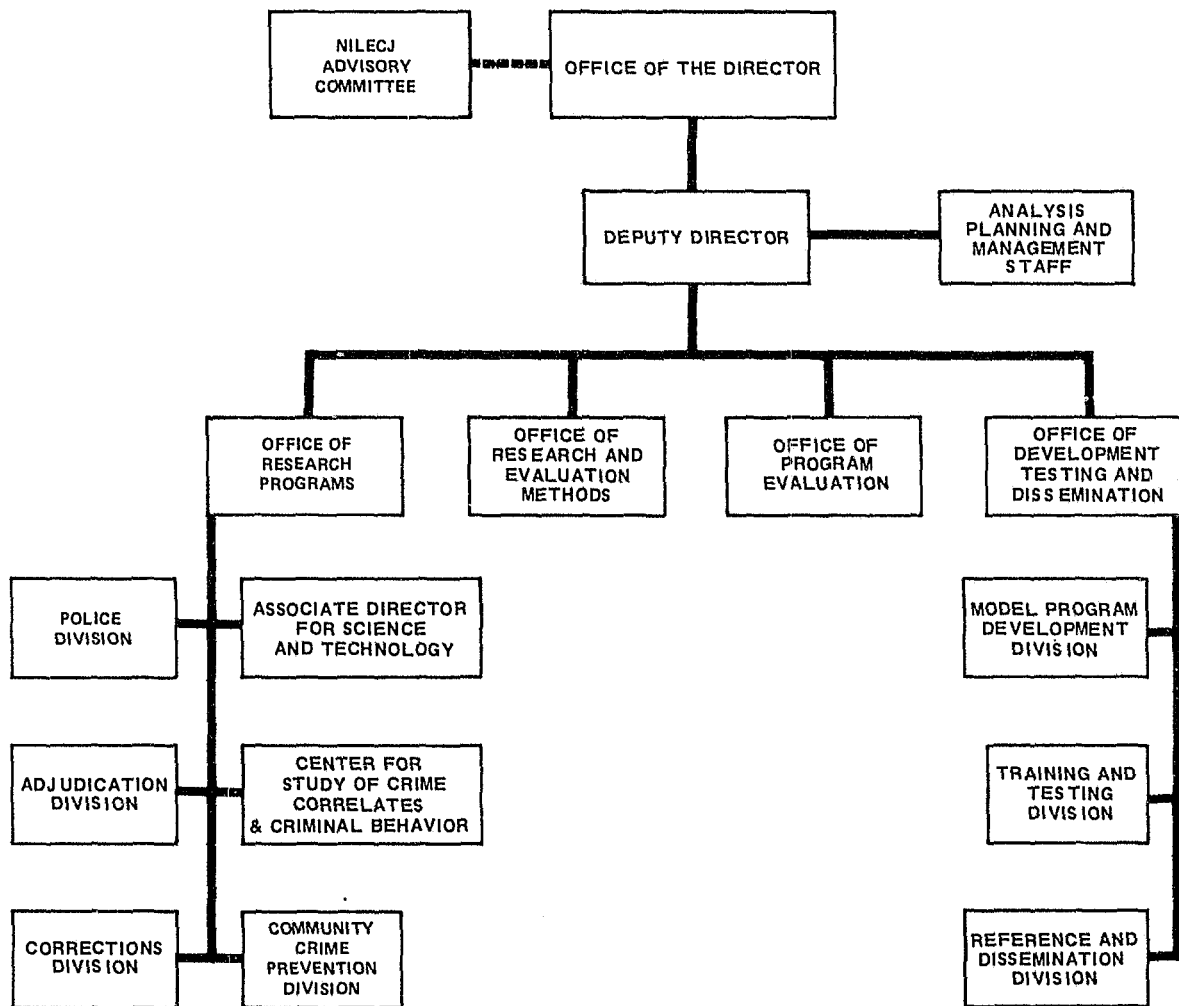 NILECJ
ADVISORY
COMMITTEE
OFFICE OF THE DIRECTOR
DEPUTY DIRECTOR
ANALYSIS
PLANNING AND
MANAGEMENT
STAFF
OFFICE OF
RESEARCH
PROGRAMS
OFFICE OF
RESEARCH AND
EVALUATION
METHODS
OFFICE OF
PROGRAM
EVALUATION
OFFICE OF
DEVELOPMENT
TESTING AND
DISSEMINATION
POLICE
DIVISION
ASSOCIATE DIRECTOR
FOR SCIENCE
AND TECHNOLOGY
MODEL PROGRAM
DEVELOPMENT
DIVISION
ADJUDICATION
DIVISION
CENTER FOR
STUDY OF CRIME
CORRELATES
& CRIMINAL BEHAVIOR
TRAINING AND
TESTING
DIVISION
CORRECTIONS
DIVISION
COMMUNITY
CRIME
PREVENTION
DIVISION
REFERENCE AND
DISSEMINATION
DIVISION